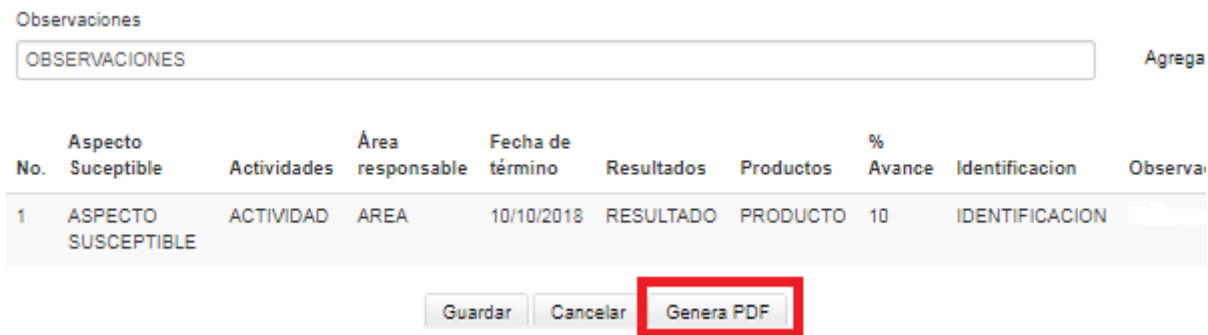 Observaciones
OBSERVACIONES Agrega
Aspecto Área Fecha de %
No. Suceptible Actividades responsable término Resultados Productos Avance Identificacion Observa
1 ASPECTO ACTIVIDAD AREA 10/10/2018 RESULTADO PRODUCTO 10 IDENTIFICACION
SUSCEPTIBLE
Guardar Cancelar Genera PDF